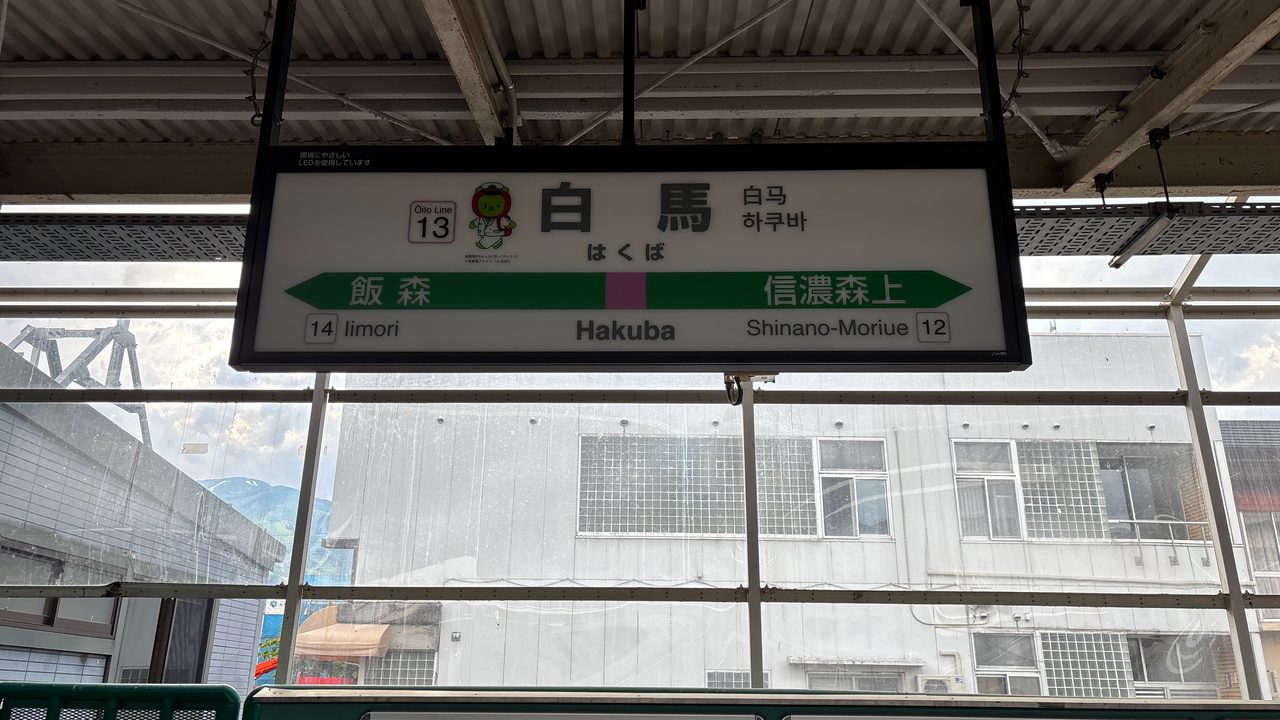 環境にやさしい
LEDを使用しています
Oito Line
13
白馬
白马
하쿠바
はくば
飯森
信濃森上
14 Iimori
Hakuba
Shinano-Moriue 12